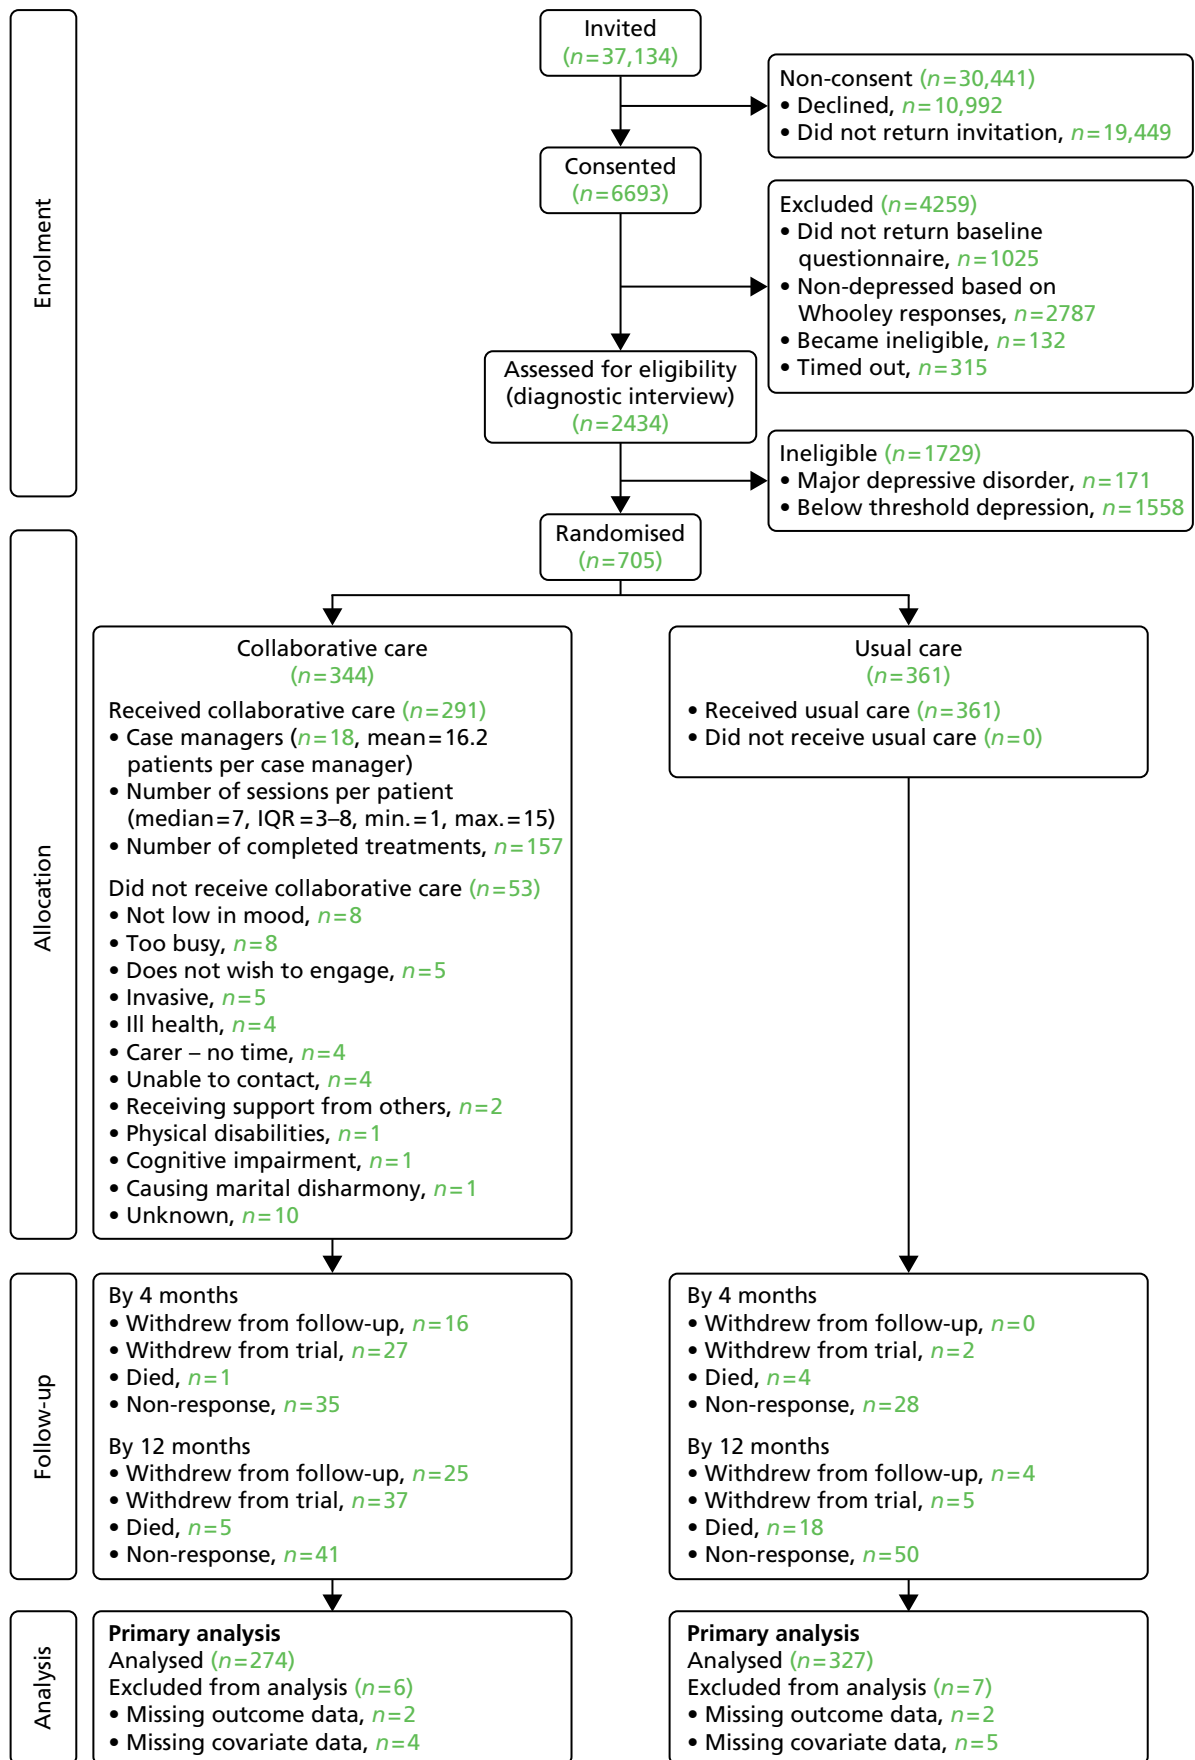 Enrolment
Invited
(n=37,134)
Non-consent (n=30,441)
• Declined, n=10,992
• Did not return invitation, n=19,449
Consented
(n=6693)
Excluded (n=4259)
• Did not return baseline
questionnaire, n=1025
• Non-depressed based on
Whooley responses, n=2787
• Became ineligible, n=132
• Timed out, n=315
Assessed for eligibility
(diagnostic interview)
(n=2434)
Ineligible (n=1729)
• Major depressive disorder, n=171
• Below threshold depression, n=1558
Allocation
Randomised
(n=705)
Collaborative care
(n=344)
Received collaborative care (n=291)
• Case managers (n=18, mean=16.2
patients per case manager)
• Number of sessions per patient
(median=7, IQR=3–8, min.=1, max.=15)
• Number of completed treatments, n=157
Did not receive collaborative care (n=53)
• Not low in mood, n=8
• Too busy, n=8
• Does not wish to engage, n=5
• Invasive, n=5
• Ill health, n=4
• Carer – no time, n=4
• Unable to contact, n=4
• Receiving support from others, n=2
• Physical disabilities, n=1
• Cognitive impairment, n=1
• Causing marital disharmony, n=1
• Unknown, n=10
Usual care
(n=361)
• Received usual care (n=361)
• Did not receive usual care (n=0)
Follow-up
By 4 months
• Withdrew from follow-up, n=16
• Withdrew from trial, n=27
• Died, n=1
• Non-response, n=35
By 12 months
• Withdrew from follow-up, n=25
• Withdrew from trial, n=37
• Died, n=5
• Non-response, n=41
By 4 months
• Withdrew from follow-up, n=0
• Withdrew from trial, n=2
• Died, n=4
• Non-response, n=28
By 12 months
• Withdrew from follow-up, n=4
• Withdrew from trial, n=5
• Died, n=18
• Non-response, n=50
Analysis
Primary analysis
Analysed (n=274)
Excluded from analysis (n=6)
• Missing outcome data, n=2
• Missing covariate data, n=4
Primary analysis
Analysed (n=327)
Excluded from analysis (n=7)
• Missing outcome data, n=2
• Missing covariate data, n=5